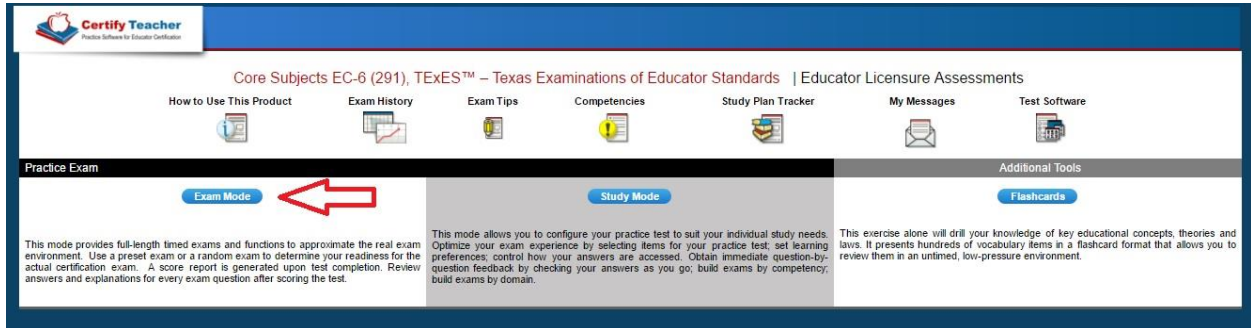 Certify Teacher
Practice Software for Educator Certification
Core Subjects EC-6 (291), TExES™ – Texas Examinations of Educator Standards | Educator Licensure Assessments
How to Use This Product
Exam History
Exam Tips
Competencies
Study Plan Tracker
My Messages
Test Software
Practice Exam
Additional Tools
Exam Mode
This mode provides full-length timed exams and functions to approximate the real exam
environment. Use a preset exam or a random exam to determine your readiness for the
actual certification exam. A score report is generated upon test completion. Review
answers and explanations for every exam question after scoring the test.
Study Mode
This mode allows you to configure your practice test to suit your individual study needs.
Optimize your exam experience by selecting items for your practice test; set learning
preferences; control how your answers are accessed. Obtain immediate question-by-
question feedback by checking your answers as you go; build exams by competency;
build exams by domain.
Flashcards
This exercise alone will drill your knowledge of key educational concepts, theories and
laws. It presents hundreds of vocabulary items in a flashcard format that allows you to
review them in an untimed, low-pressure environment.